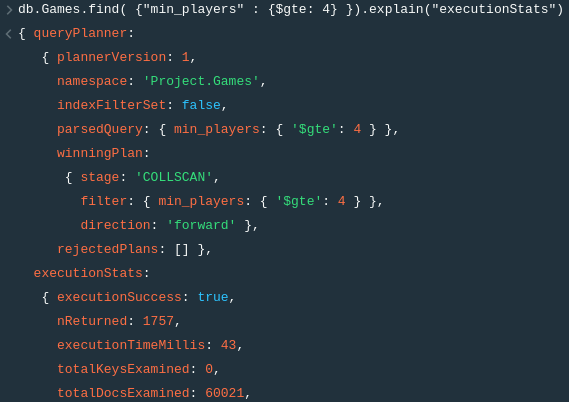 db.Games.find( {"min_players" : {$gte: 4} }).explain("executionStats")
{ queryPlanner:
{ plannerVersion: 1,
namespace: 'Project.Games',
indexFilterSet: false,
parsedQuery: { min_players: { '$gte': 4 } },
winningPlan:
{ stage: 'COLLSCAN',
filter: { min_players: { '$gte': 4 } },
direction: 'forward' },
rejectedPlans: [] },
executionStats:
{ executionSuccess: true,
nReturned: 1757,
executionTimeMillis: 43,
totalKeysExamined: 0,
totalDocsExamined: 60021,